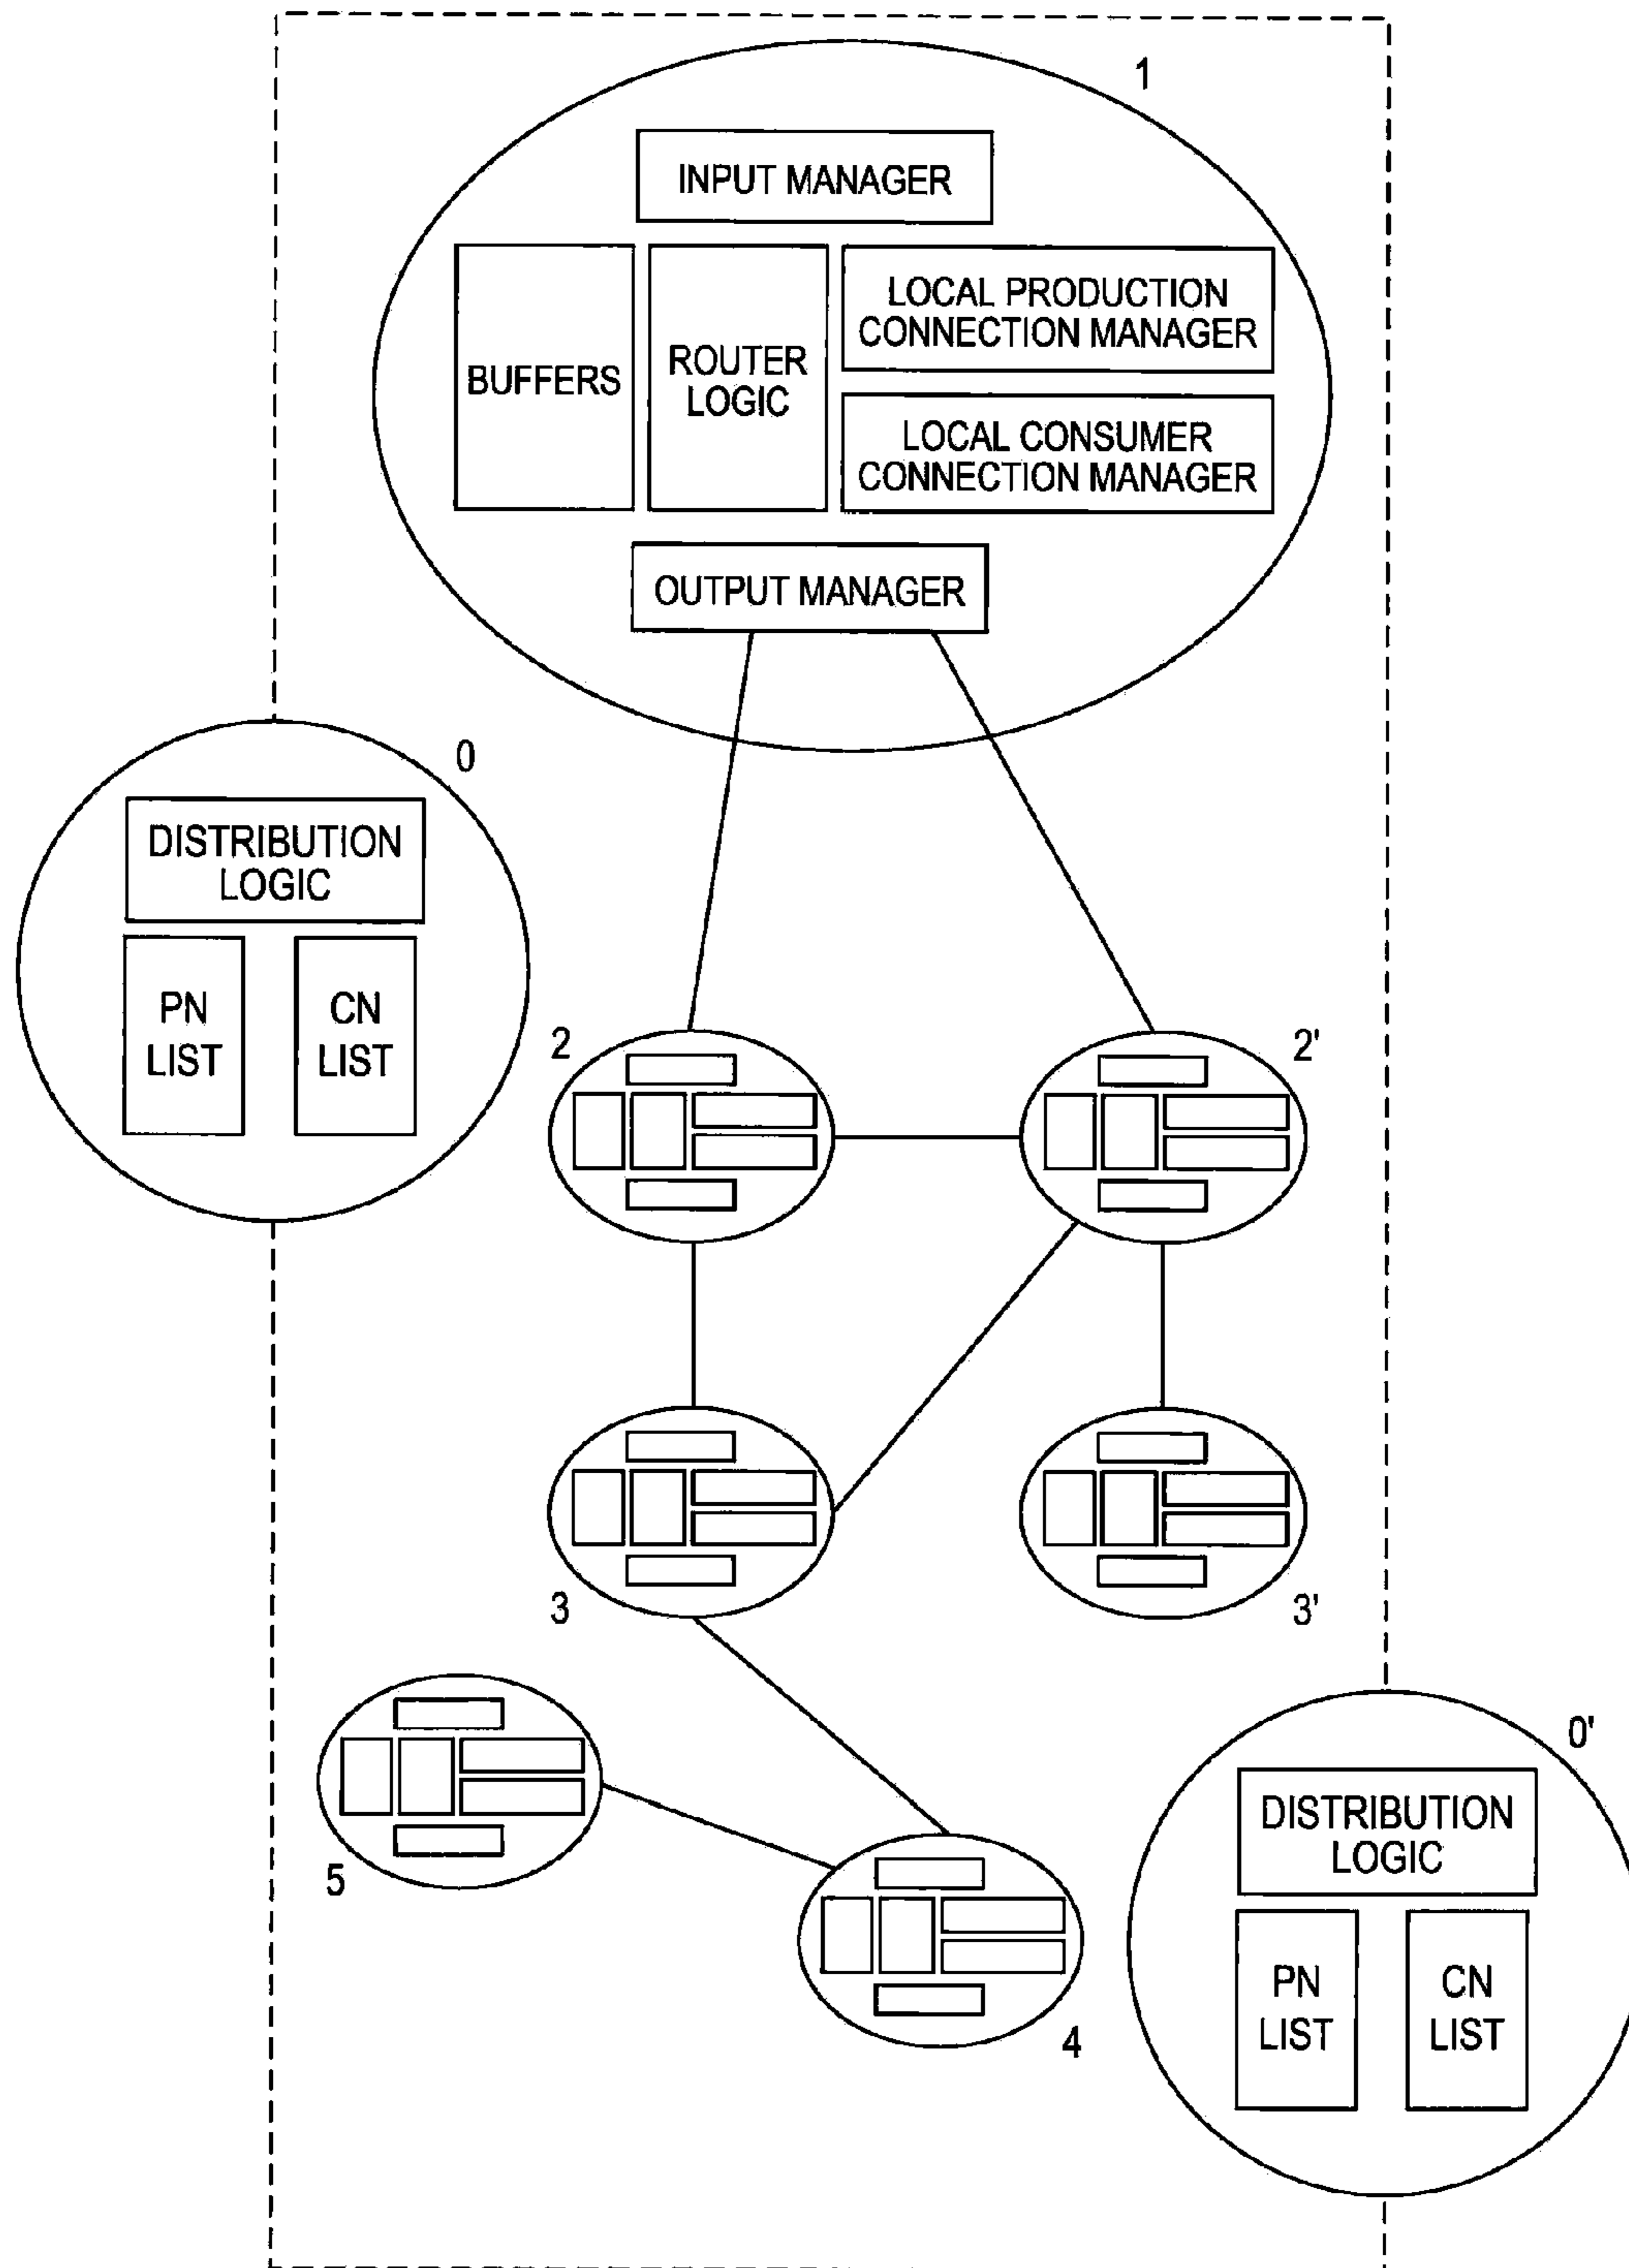 1
INPUT MANAGER
BUFFERS
ROUTER
LOGIC
LOCAL PRODUCTION
CONNECTION MANAGER
LOCAL CONSUMER
CONNECTION MANAGER
OUTPUT MANAGER
0
DISTRIBUTION
LOGIC
PN
LIST
CN
LIST
2
2'
3
3'
5
4
0'
DISTRIBUTION
LOGIC
PN
LIST
CN
LIST